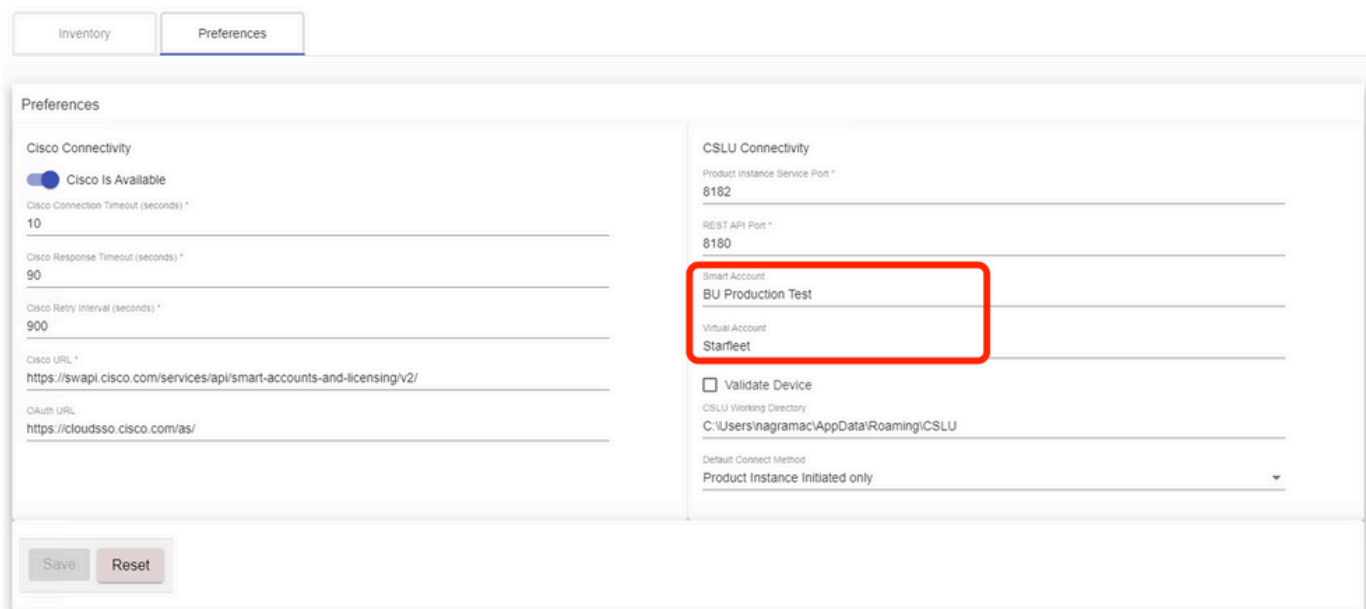 Inventory
Preferences
Preferences
Cisco Connectivity
Cisco Is Available
Cisco Connection Timeout (seconds) *
10
Cisco Response Timeout (seconds) *
90
Cisco Retry Interval (seconds) *
900
Cisco URL *
https://swapi.cisco.com/services/api/smart-accounts-and-licensing/v2/
OAuth URL
https://cloudsso.cisco.com/as/
CSLU Connectivity
Product Instance Service Port *
8182
REST API Port *
8180
Smart Account
BU Production Test
Virtual Account
Starfleet
Validate Device
CSLU Working Directory
C:\Users\nagramac\AppData\Roaming\CSLU
Default Connect Method
Product Instance Initiated only
Save
Reset